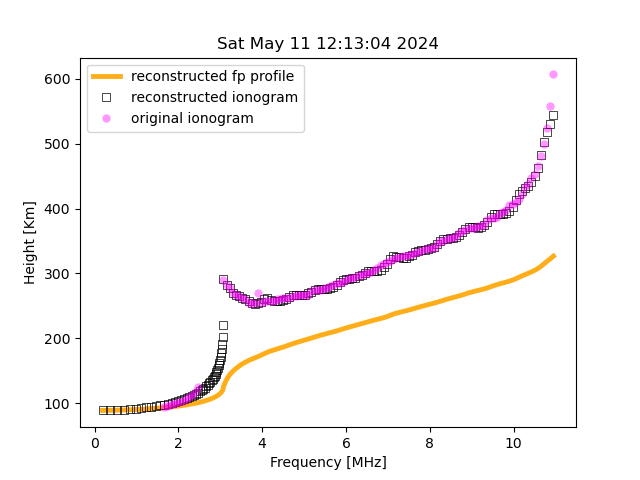 Sat May 11 12:13:04 2024
reconstructed fp profile
reconstructed ionogram
original ionogram
600
500
400
300
200
100
Height [Km]
0 2 4 6 8 10
Frequency [MHz]